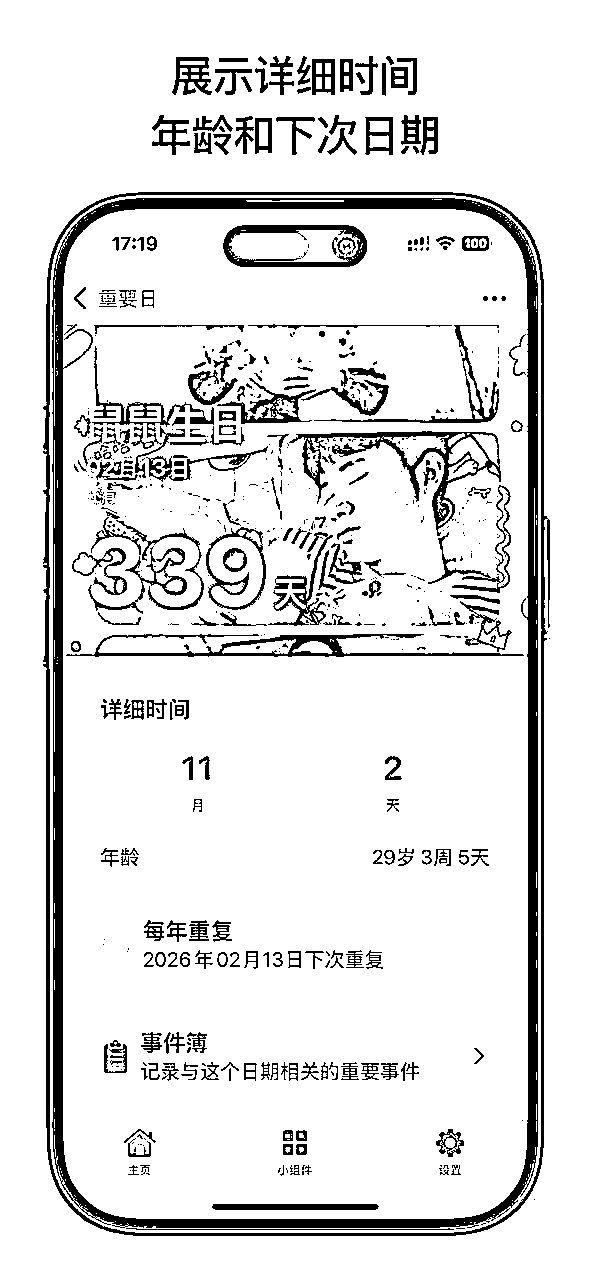 展示详细时间
年龄和下次日期
17:19
100
重要日
鼠鼠生日
02月13日
339天
详细时间
11
月
2
天
年龄
29岁 3周 5天
每年重复
2026年02月13日下次重复
事件簿
记录与这个日期相关的重要事件
主页
小组件
设置